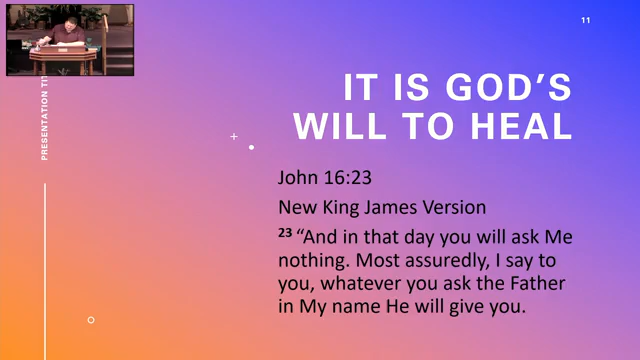 11
PRESENTATION TIT
IT IS GOD'S
WILL TO HEAL
John 16:23
New King James Version
23 “And in that day you will ask Me
nothing. Most assuredly, I say to
you, whatever you ask the Father
in My name He will give you.